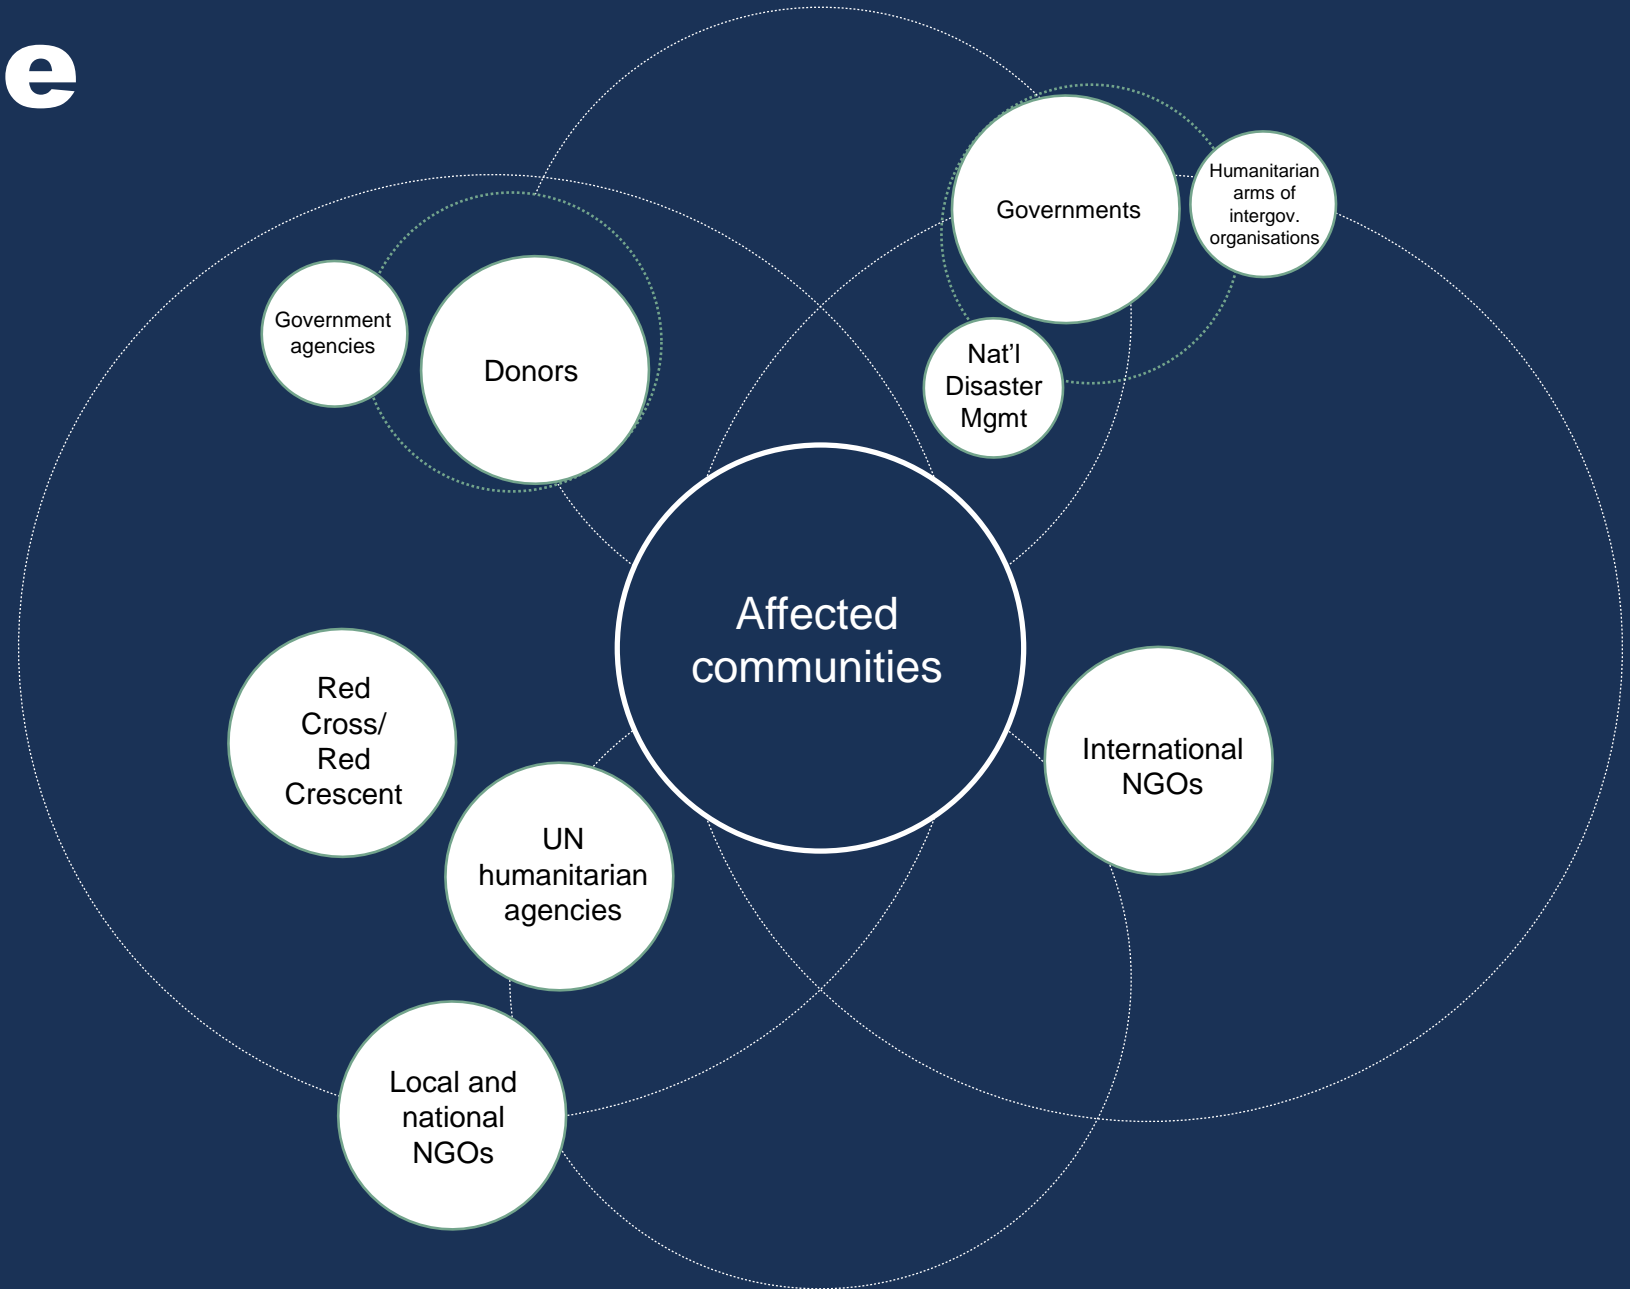 e
Governments
Humanitarian
arms of
intergov.
organisations
Government
agencies
Donors
Nat’l
Disaster
Mgmt
Affected
communities
Red
Cross/
Red
Crescent
International
NGOs
UN
humanitarian
agencies
Local and
national
NGOs